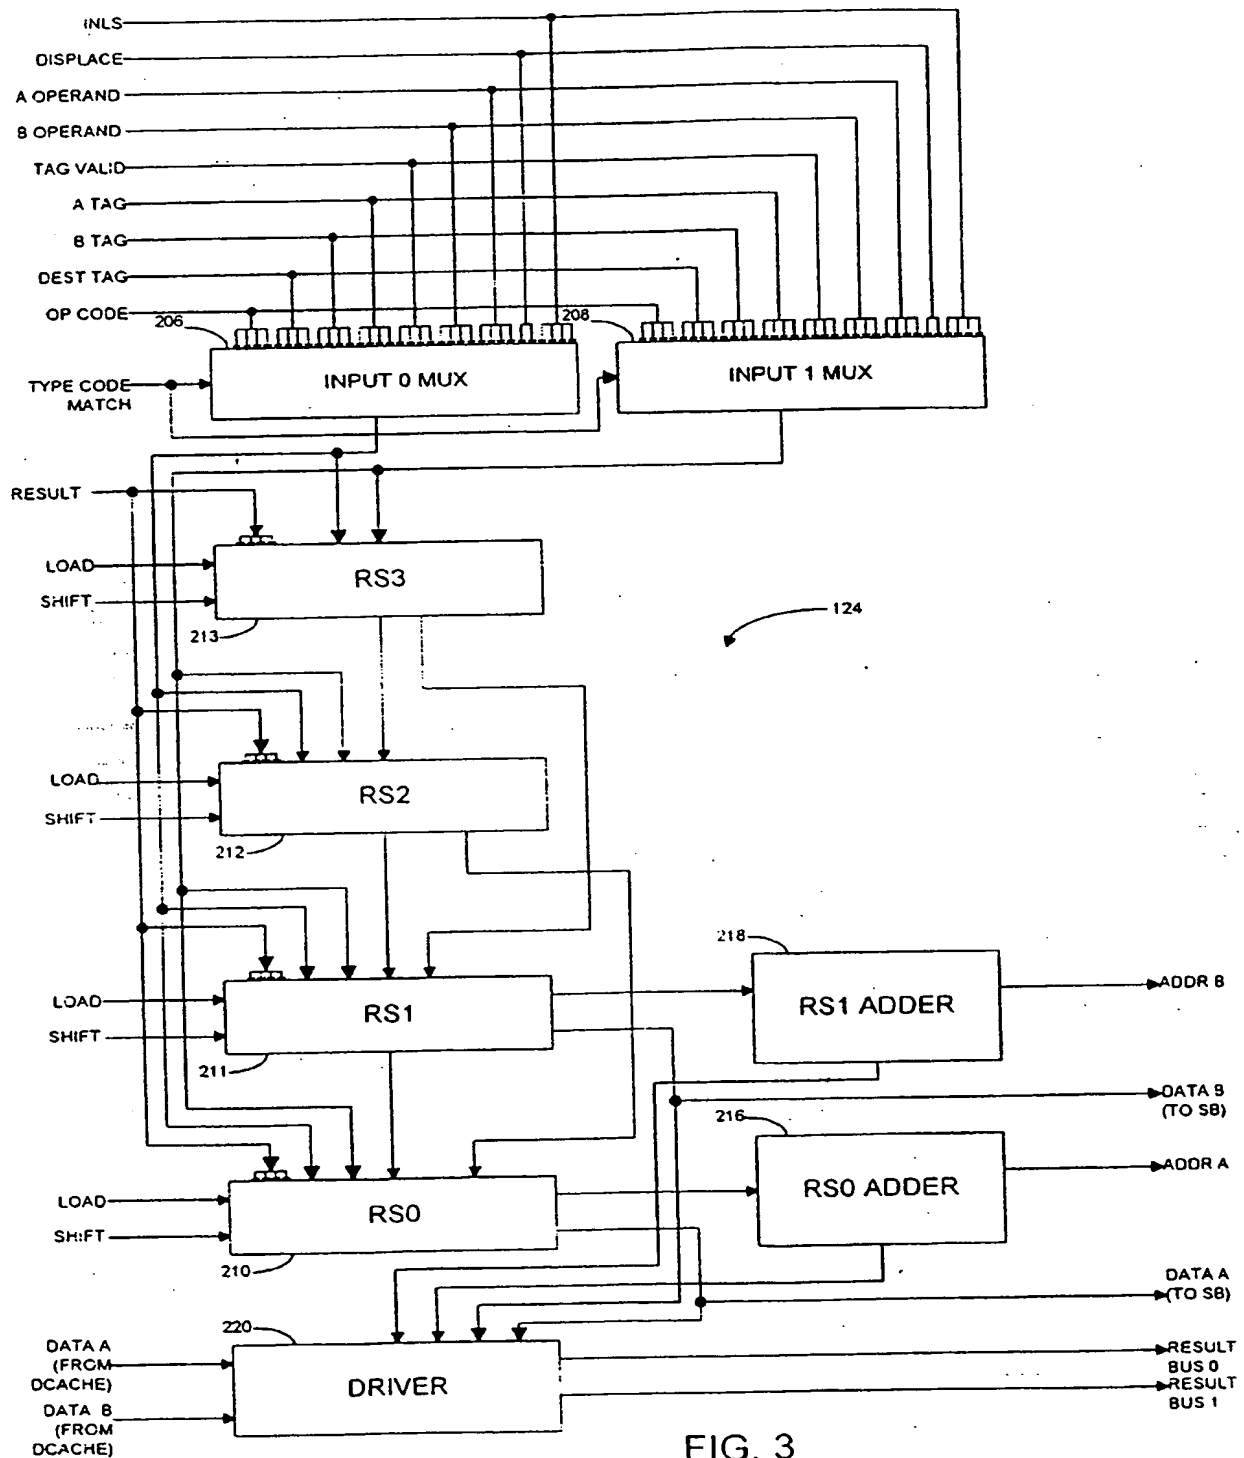 INLS
DISPLACE
A OPERAND
B OPERAND
TAG VALID
A TAG
B TAG
DEST TAG
OP CODE
206
208
INPUT 0 MUX
INPUT 1 MUX
TYPE CODE
MATCH
RESULT
LOAD
RS3
SHIFT
213
124
LOAD
RS2
SHIFT
212
218
LOAD
RS1
RS1 ADDER
ADDR B
SHIFT
211
DATA B
(TO SB)
216
LOAD
RS0
RS0 ADDER
ADDR A
SHIFT
210
DATA A
(TO SB)
220
DATA A
(FROM
DCACHE)
DRIVER
RESULT
BUS 0
RESULT
BUS 1
DATA B
(FROM
DCACHE)
FIG. 3